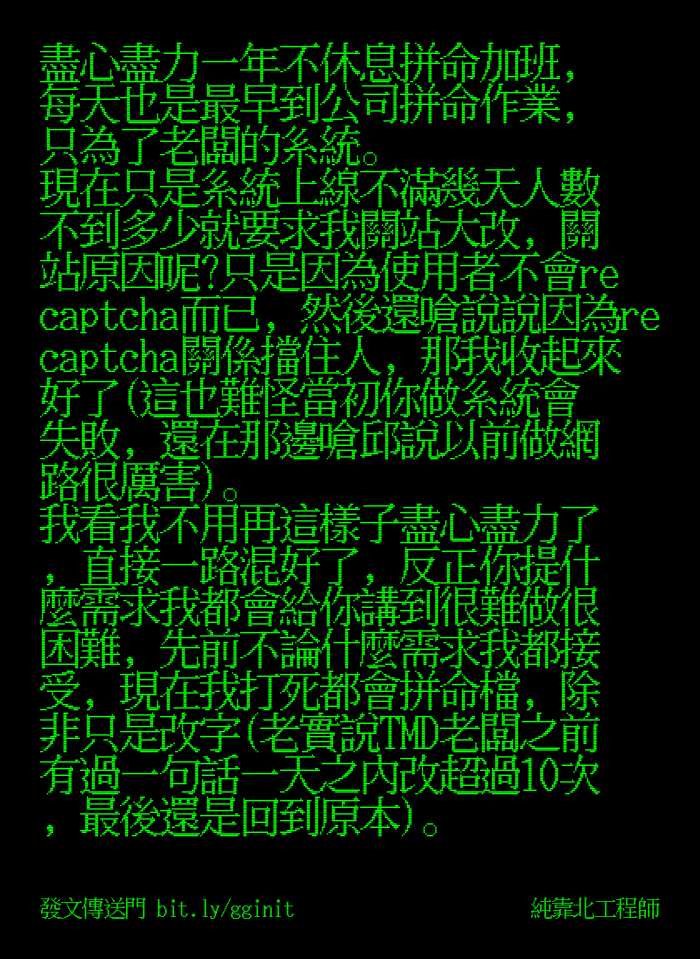 盡心盡力一年不休息拼命加班,
每天也是最早到公司拼命作業,
只為了老闆的系統。
現在只是系統上線不滿幾天人數
不到多少就要求我關站大改, 關
站原因呢?只是因為使用者不會re
captcha而已, 然後還嗆說說因為re
captcha關係擋住人, 那我收起來
好了(這也難怪當初你做系統會
失敗, 還在那邊嗆邱說以前做網
路很厲害)。
我看我不用再這樣子盡心盡力了
, 直接一路混好了, 反正你提什
麼需求我都會給你講到很難做很
困難, 先前不論什麼需求我都接
受, 現在我打死都會拼命檔, 除
非只是改字(老實說TMD老闆之前
有過一句話一天之內改超過10次
, 最後還是回到原本)。
發文傳送門 bit.ly/gginit
純靠北工程師